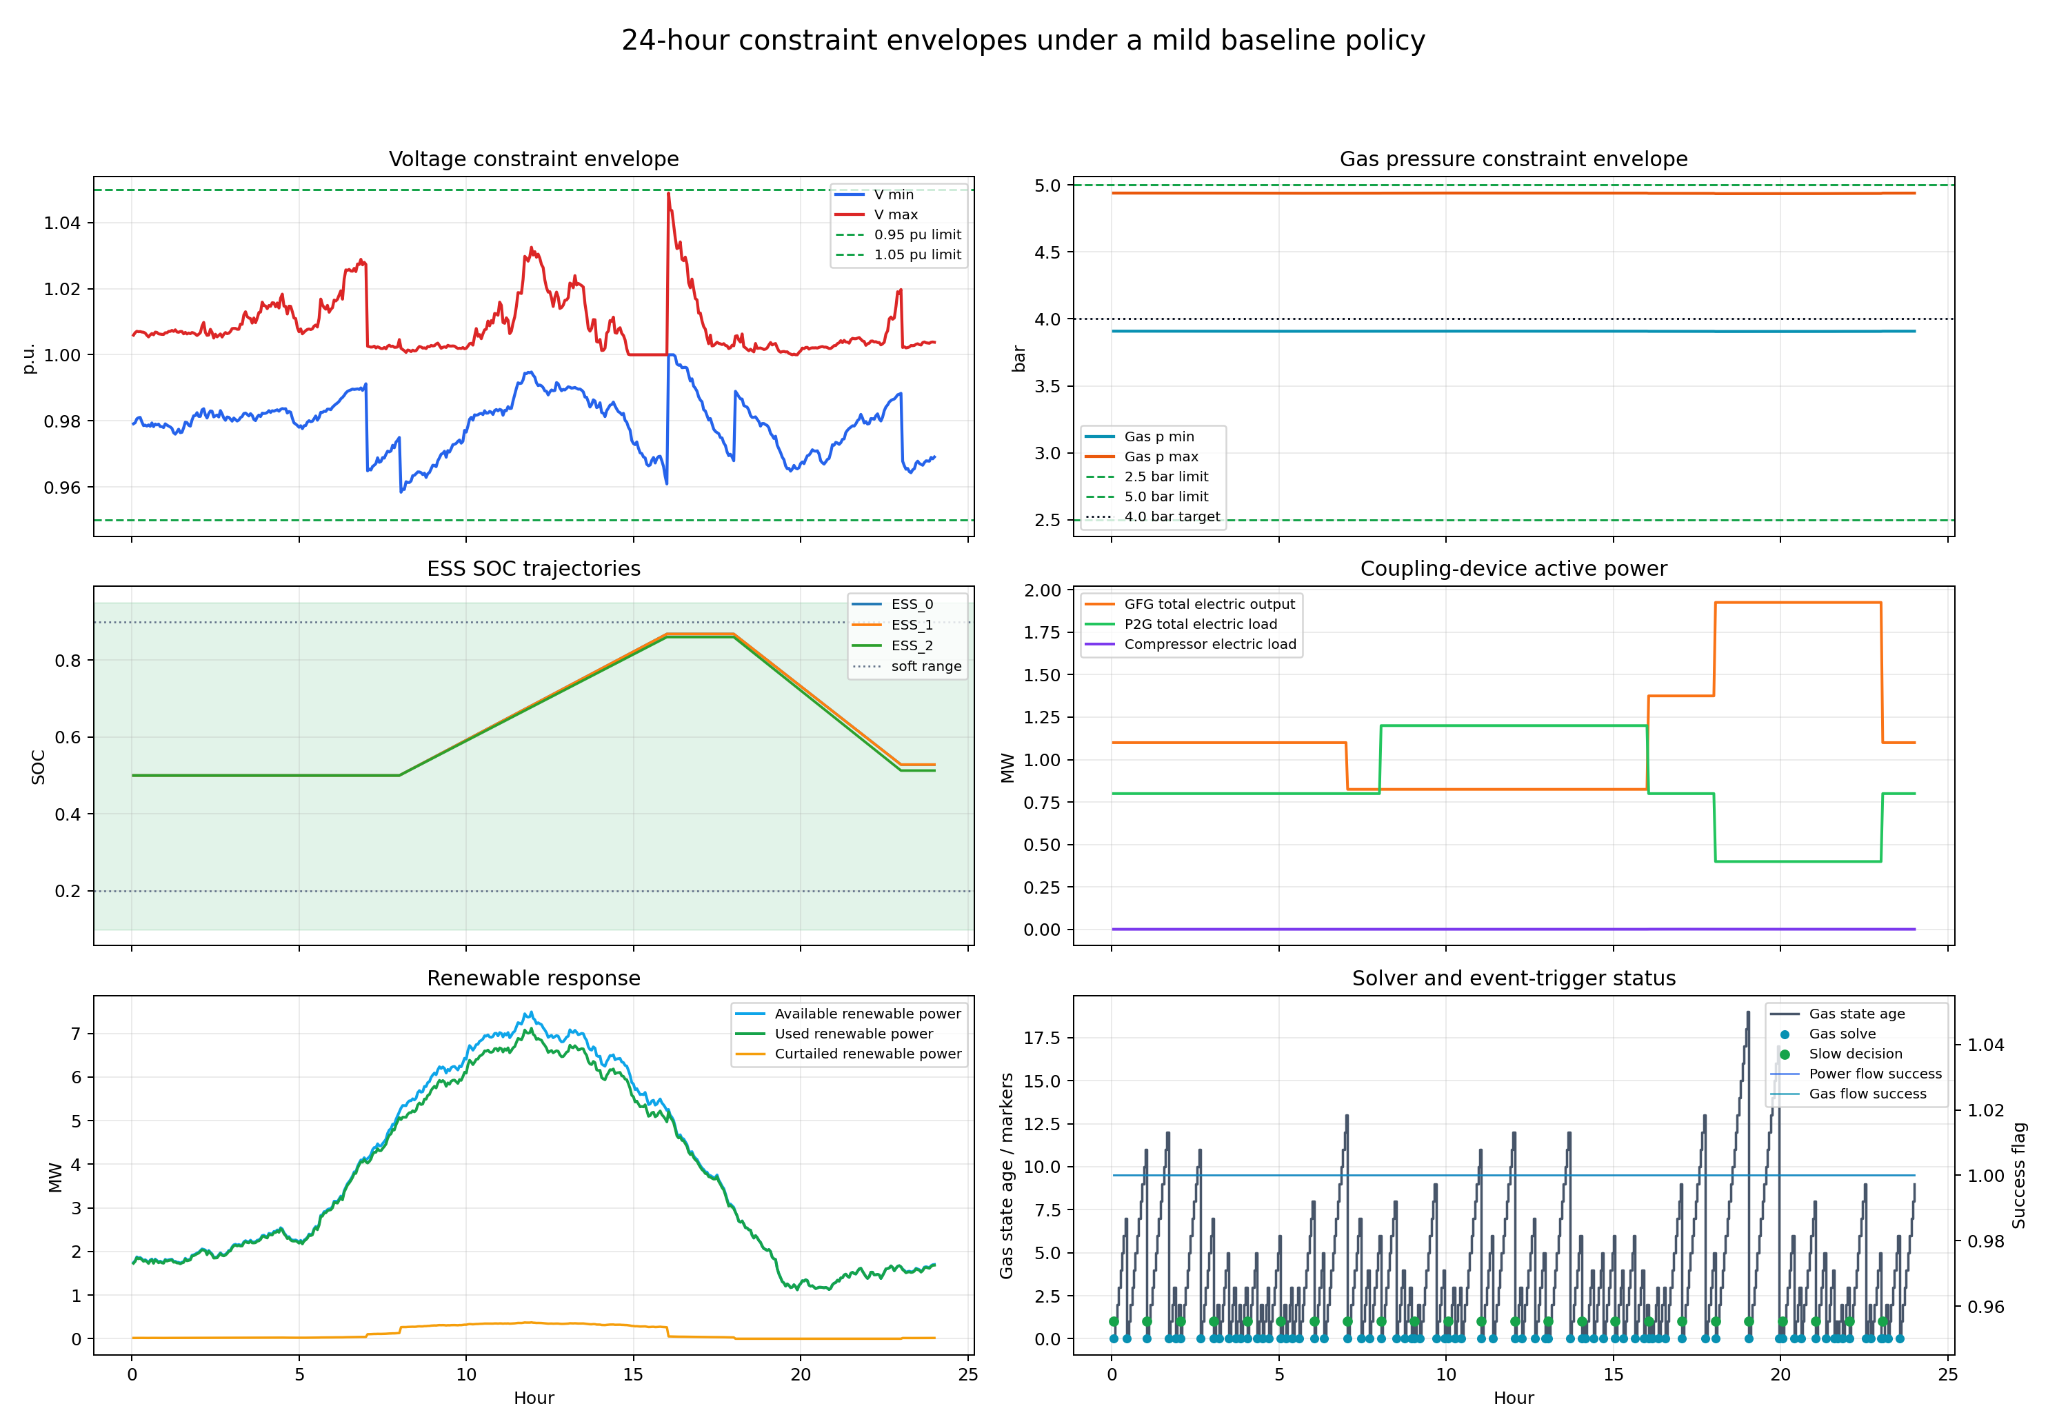 24-hour constraint envelopes under a mild baseline policy
Voltage constraint envelope
p.u.
1.04
1.02
1.00
0.98
0.96
V min
V max
0.95 pu limit
1.05 pu limit
Gas pressure constraint envelope
bar
5.0
4.5
4.0
3.5
3.0
2.5
Gas p min
Gas p max
2.5 bar limit
5.0 bar limit
4.0 bar target
ESS SOC trajectories
SOC
0.8
0.6
0.4
0.2
ESS_0
ESS_1
ESS_2
soft range
Coupling-device active power
MW
2.00
1.75
1.50
1.25
1.00
0.75
0.50
0.25
0.00
GFG total electric output
P2G total electric load
Compressor electric load
Renewable response
MW
7
6
5
4
3
2
1
0
Available renewable power
Used renewable power
Curtailed renewable power
0 5 10 15 20 25
Hour
Solver and event-trigger status
Gas state age / markers
17.5
15.0
12.5
10.0
7.5
5.0
2.5
0.0
Gas state age
Gas solve
Slow decision
Power flow success
Gas flow success
1.04
1.02
1.00
0.98
0.96
Success flag
0 5 10 15 20 25
Hour